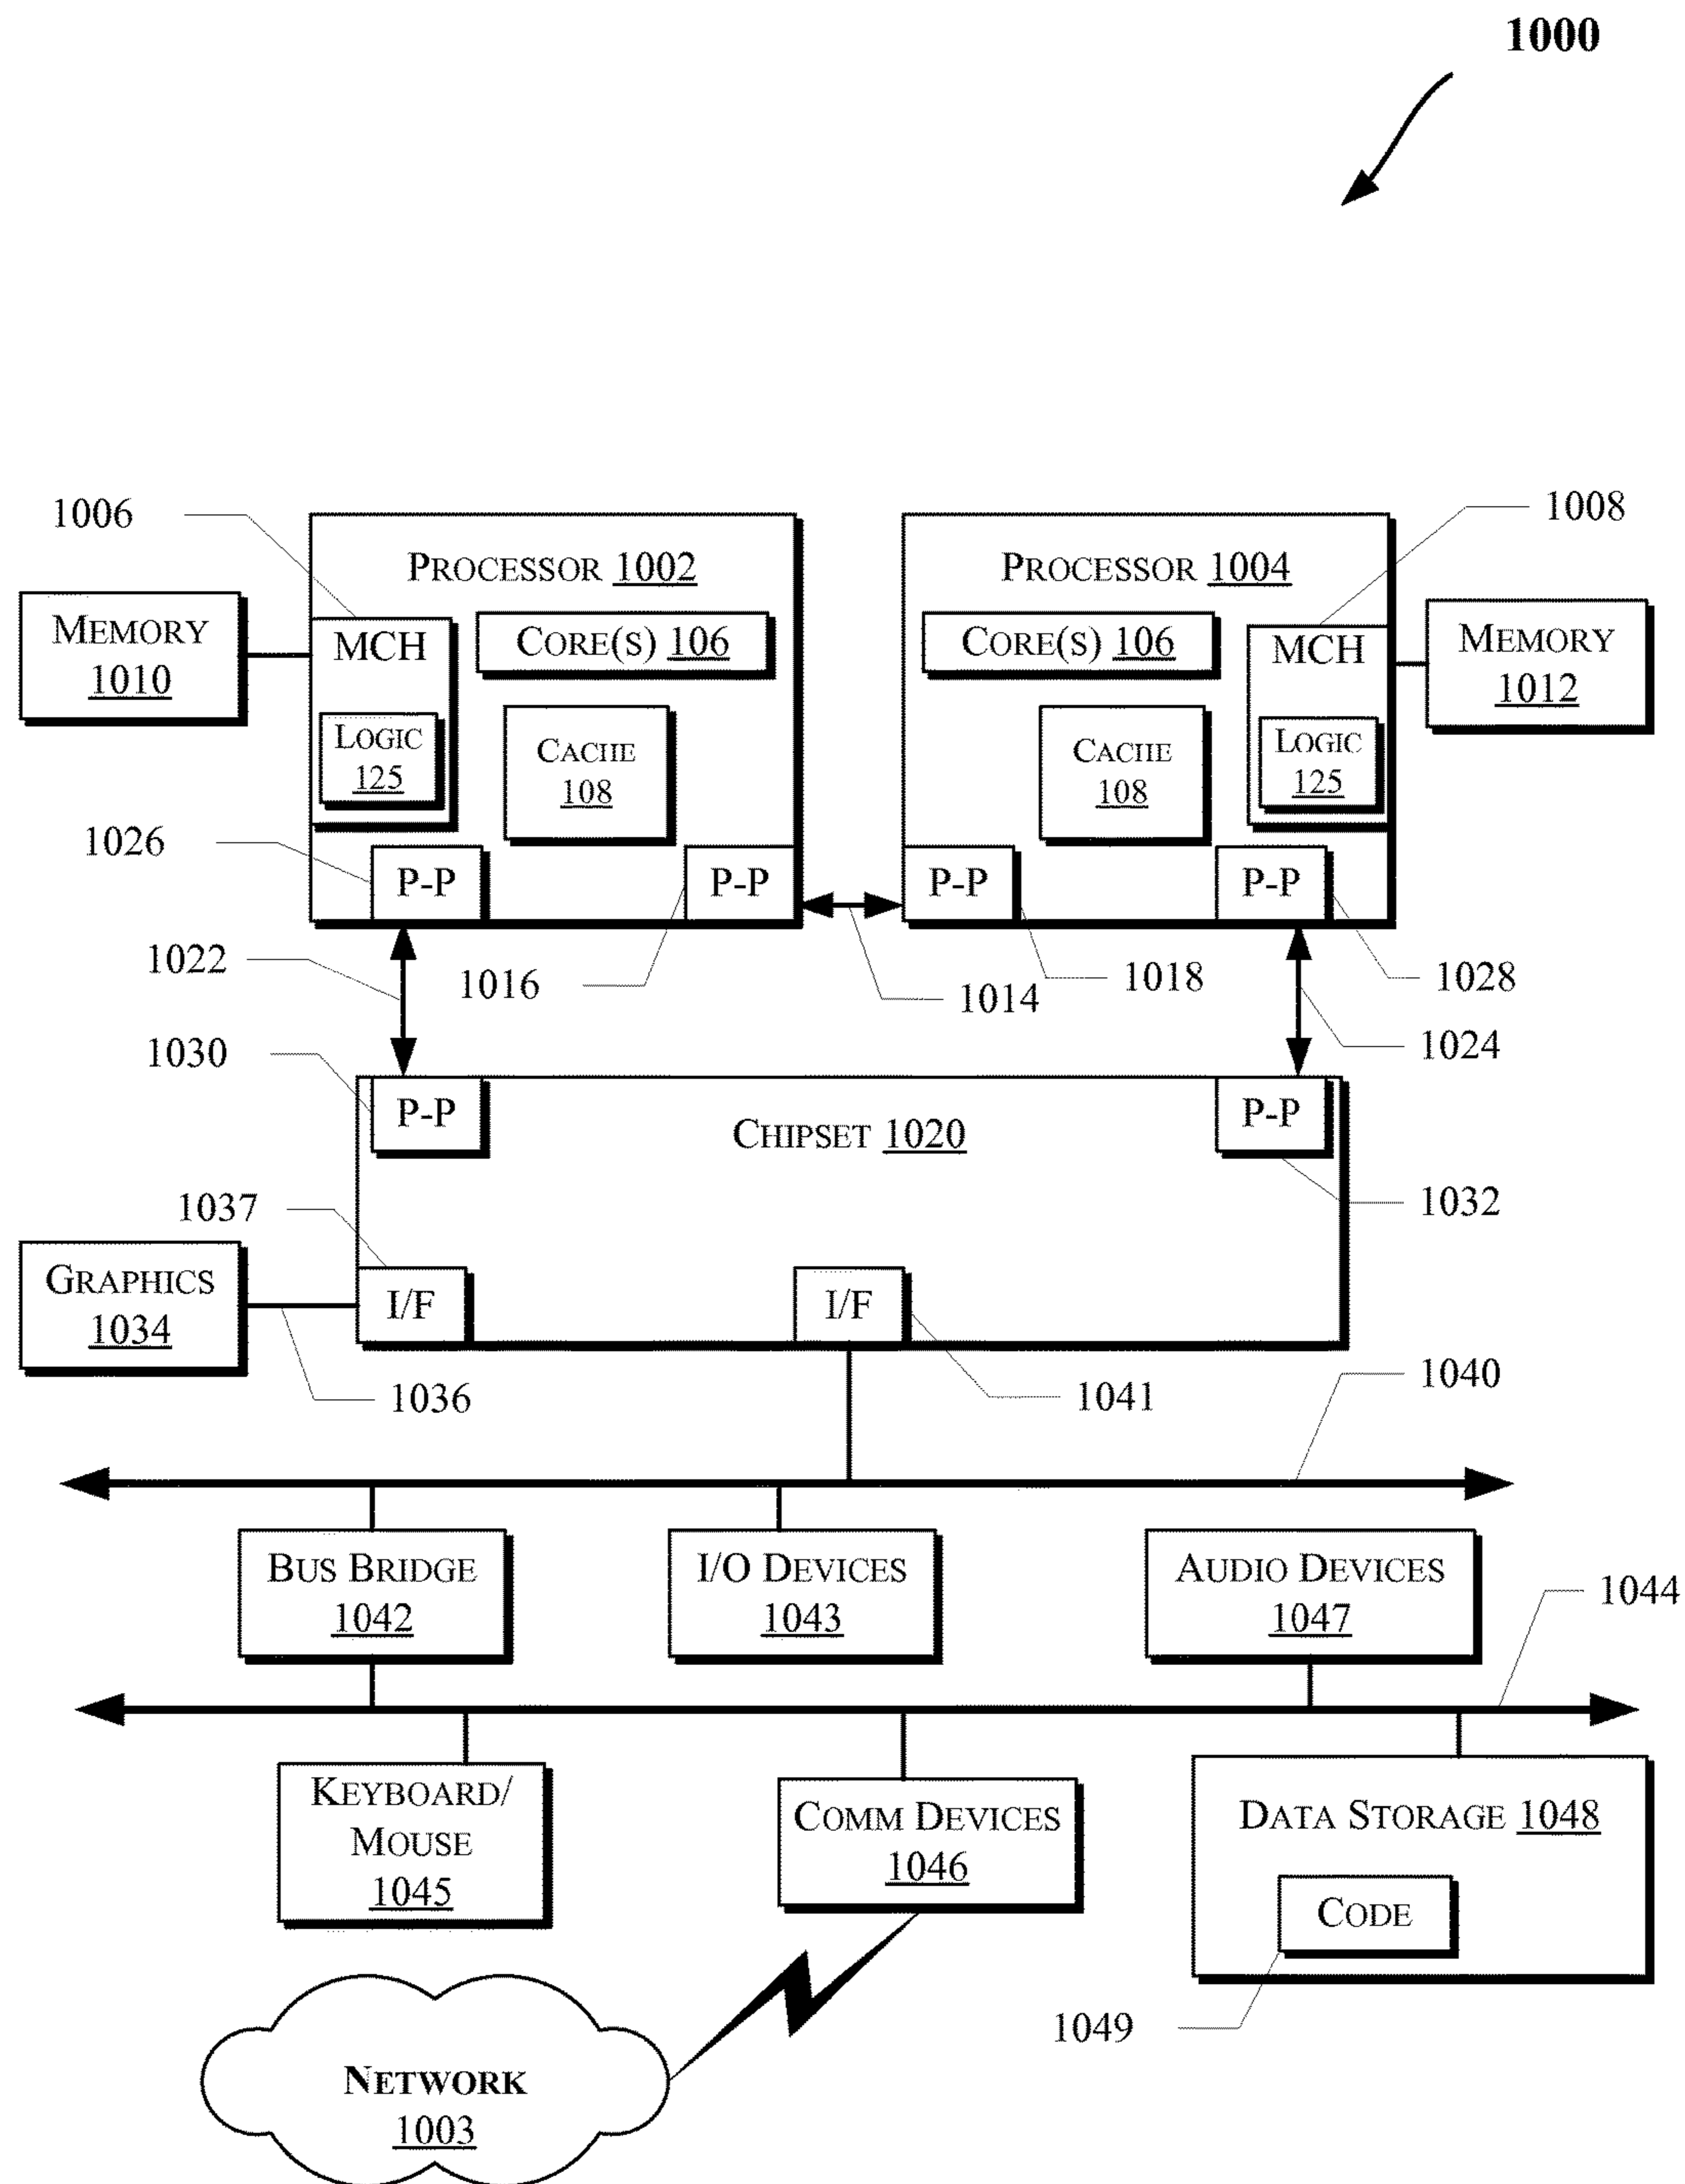 1000
1006
1008
PROCESSOR 1002
PROCESSOR 1004
MEMORY
1010
MCH
CORE(S) 106
CORE(S) 106
MCH
MEMORY
1012
LOGIC
125
CACHE
108
CACHE
108
LOGIC
125
1026
P-P
P-P
P-P
P-P
1022
1016
1014
1018
1028
1024
1030
P-P
CHIPSET 1020
P-P
1032
1037
GRAPHICS
1034
I/F
I/F
1036
1041
1040
BUS BRIDGE
1042
I/O DEVICES
1043
AUDIO DEVICES
1047
1044
KEYBOARD/
MOUSE
1045
COMM DEVICES
1046
DATA STORAGE 1048
CODE
1049
NETWORK
1003